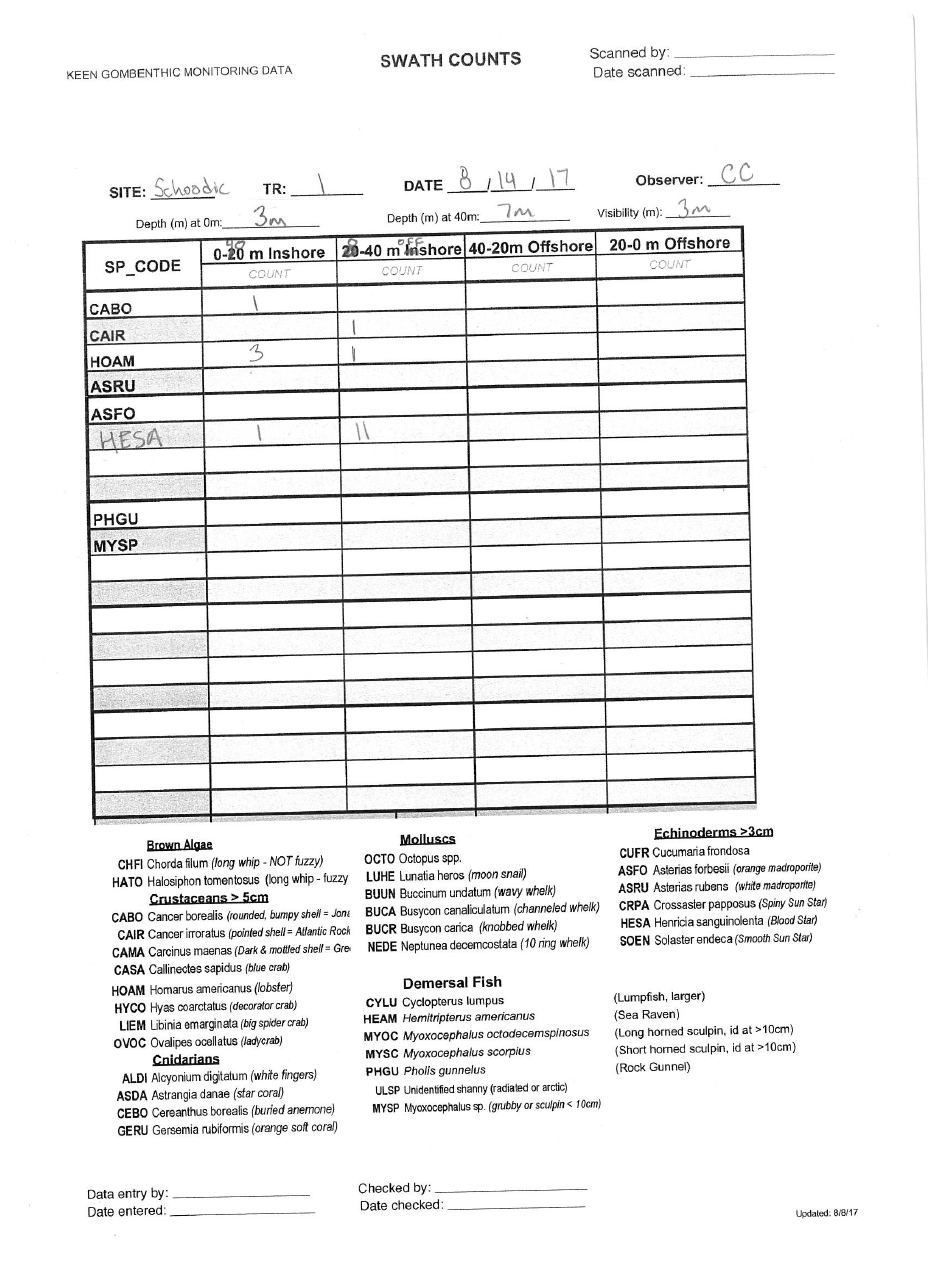 KEEN GOMBENTHIC MONITORING DATA
SWATH COUNTS
Scanned by:
Date scanned:
SITE: Schoodic TR: 1 DATE 8 / 14 / 17 Observer: CC
Depth (m) at 0m: 3m Depth (m) at 40m: 7m Visibility (m): 3m
SP_CODE 0-40 m Inshore 0-40 m off shore 40-20m Offshore 20-0 m Offshore
COUNT COUNT COUNT COUNT
CABO 1
CAIR 1
HOAM 3 1
ASRU
ASFO
HESA 1 11
PHGU
MYSP
Brown Algae
CHFI Chorda filum (long whip - NOT fuzzy)
HATO Halosiphon tomentosus (long whip - fuzzy
Crustaceans > 5cm
CABO Cancer borealis (rounded, bumpy shell = Jona
CAIR Cancer irroratus (pointed shell = Atlantic Rock
CAMA Carcinus maenas (Dark & mottled shell = Gree
CASA Callinectes sapidus (blue crab)
HOAM Homarus americanus (lobster)
HYCO Hyas coarctatus (decorator crab)
LIEM Libinia emarginata (big spider crab)
OVOC Ovalipes ocellatus (ladycrab)
Cnidarians
ALDI Alcyonium digitatum (white fingers)
ASDA Astrangia danae (star coral)
CEBO Cereanthus borealis (buried anemone)
GERU Gersemia rubiformis (orange soft coral)
Molluscs
OCTO Octopus spp.
LUHE Lunatia heros (moon snail)
BUUN Buccinum undatum (wavy whelk)
BUCA Busycon canaliculatum (channeled whelk)
BUCR Busycon carica (knobbed whelk)
NEDE Neptunea decemcostata (10 ring whelk)
Demersal Fish
CYLU Cyclopterus lumpus (Lumpfish, larger)
HEAM Hemitripterus americanus (Sea Raven)
MYOC Myoxocephalus octodecemspinosus (Long horned sculpin, id at >10cm)
MYSC Myoxocephalus scorpius (Short horned sculpin, id at >10cm)
PHGU Pholis gunnelus (Rock Gunnel)
ULSP Unidentified shanny (radiated or arctic)
MYSP Myoxocephalus sp. (grubby or sculpin < 10cm)
Echinoderms >3cm
CUFR Cucumaria frondosa
ASFO Asterias forbesii (orange madroporite)
ASRU Asterias rubens (white madroporite)
CRPA Crossaster papposus (Spiny Sun Star)
HESA Henricia sanguinolenta (Blood Star)
SOEN Solaster endeca (Smooth Sun Star)
Data entry by:
Date entered:
Checked by:
Date checked:
Updated: 8/8/17